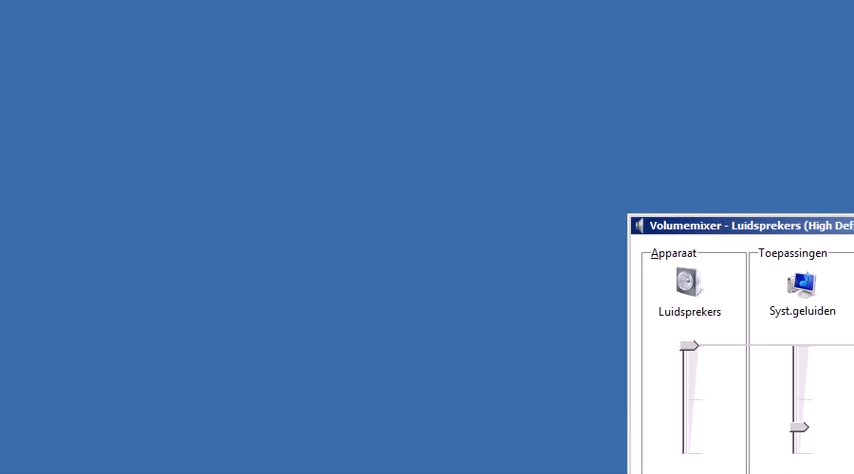 Volumemixer - Luidsprekers (High Def
Apparaat
Toepassingen
Luidsprekers
Syst.geluiden